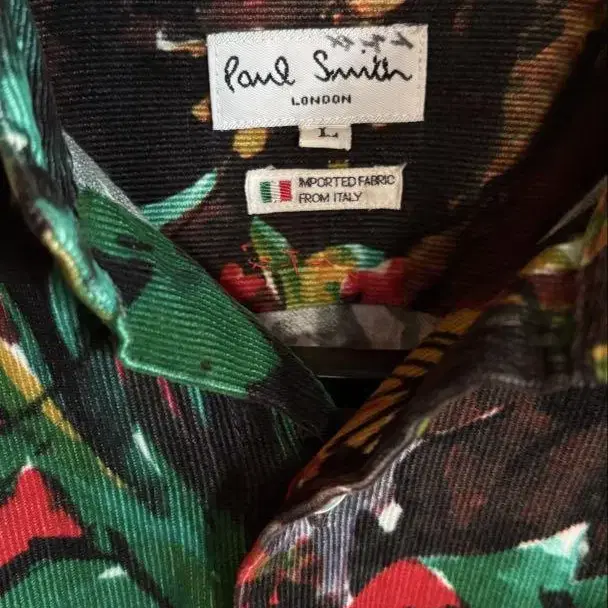 Paul Smith
LONDON
L
IMPORTED FABRIC
FROM ITALY